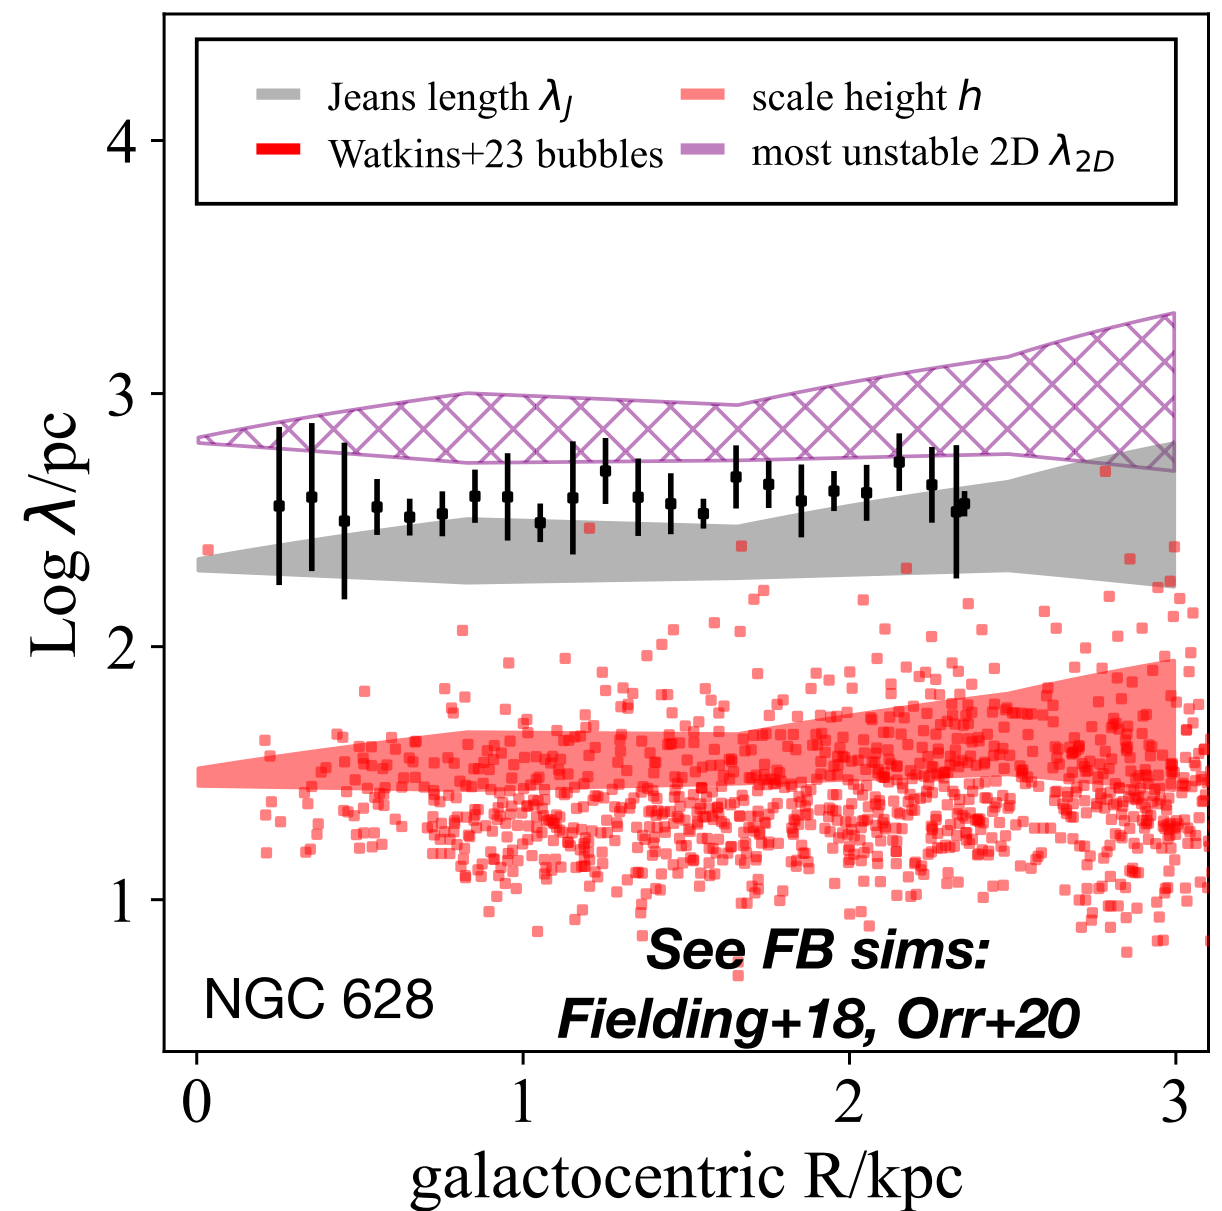 Jeans length λJ
scale height h
Watkins+23 bubbles
most unstable 2D λ2D
4
3
2
1
Log λ/pc
See FB sims:
NGC 628
Fielding+18, Orr+20
0 1 2 3
galactocentric R/kpc